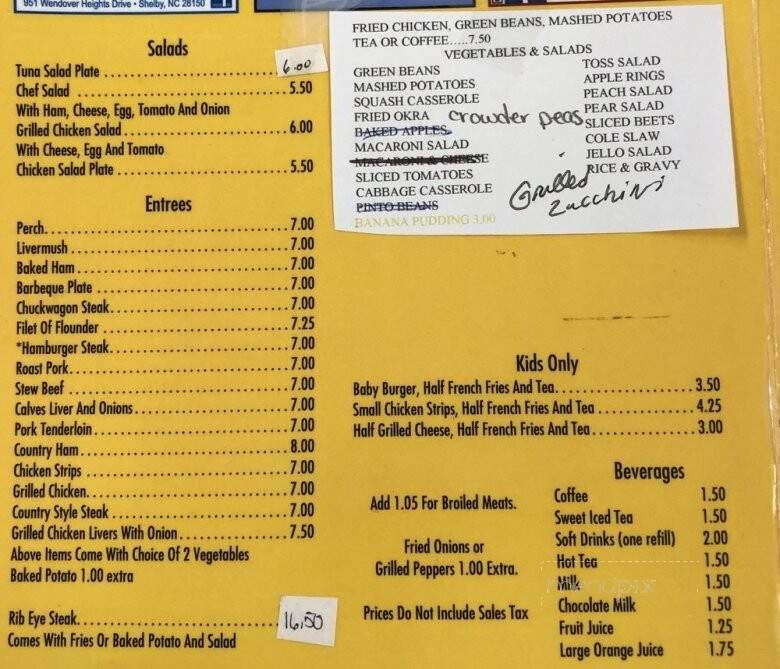 951 Wendover Heights Drive • Shelby, NC 28150
Salads
Tuna Salad Plate 6.00
Chef Salad 5.50
With Ham, Cheese, Egg, Tomato And Onion
Grilled Chicken Salad 6.00
With Cheese, Egg And Tomato
Chicken Salad Plate 5.50
Entrees
Perch 7.00
Livermush 7.00
Baked Ham 7.00
Barbeque Plate 7.00
Chuckwagon Steak 7.00
Filet Of Flounder 7.25
*Hamburger Steak 7.00
Roast Pork 7.00
Stew Beef 7.00
Calves Liver And Onions 7.00
Pork Tenderloin 7.00
Country Ham 8.00
Chicken Strips 7.00
Grilled Chicken 7.00
Country Style Steak 7.00
Grilled Chicken Livers With Onion 7.50
Above Items Come With Choice Of 2 Vegetables
Baked Potato 1.00 extra
Rib Eye Steak 16.50
Comes With Fries Or Baked Potato And Salad
FRIED CHICKEN, GREEN BEANS, MASHED POTATOES
TEA OR COFFEE.....7.50
VEGETABLES & SALADS
GREEN BEANS
MASHED POTATOES
SQUASH CASSEROLE
FRIED OKRA
BAKED APPLES
MACARONI SALAD
MACARONI & CHEESE
SLICED TOMATOES
CABBAGE CASSEROLE
PINTO BEANS
BANANA PUDDING 3.00
Crowder peas
TOSS SALAD
APPLE RINGS
PEACH SALAD
PEAR SALAD
SLICED BEETS
COLE SLAW
JELLO SALAD
RICE & GRAVY
Grilled
Zucchini
Kids Only
Baby Burger, Half French Fries And Tea 3.50
Small Chicken Strips, Half French Fries And Tea 4.25
Half Grilled Cheese, Half French Fries And Tea 3.00
Add 1.05 For Broiled Meats.
Fried Onions or
Grilled Peppers 1.00 Extra.
Prices Do Not Include Sales Tax
Beverages
Coffee 1.50
Sweet Iced Tea 1.50
Soft Drinks (one refill) 2.00
Hot Tea 1.50
Milk 1.50
Chocolate Milk 1.50
Fruit Juice 1.25
Large Orange Juice 1.75